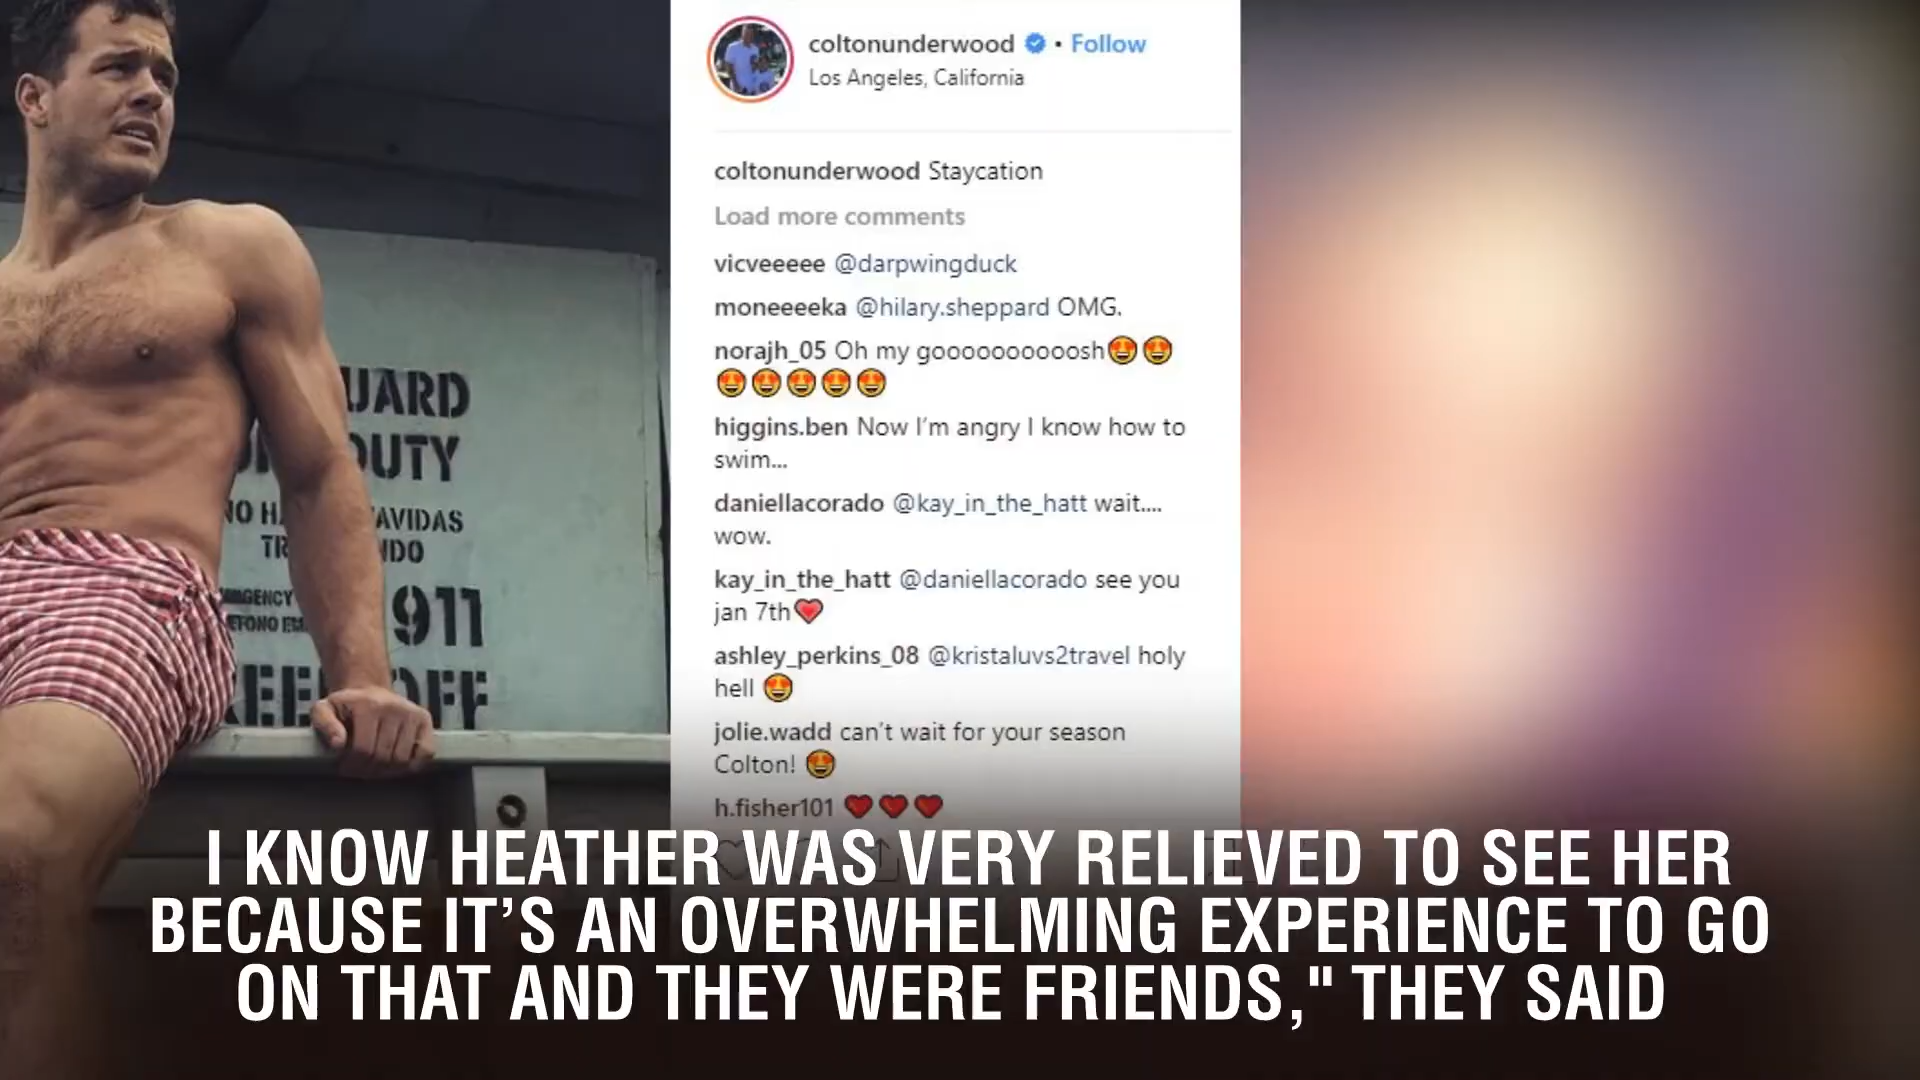 coltonunderwood • Follow
Los Angeles, California
coltonunderwood Staycation
Load more comments
vicveeeee @darpwingduck
moneeeeka @hilary.sheppard OMG.
norajh_05 Oh my goooooooooosh😍😍
😍😍😍😍😍
higgins.ben Now I'm angry I know how to
swim...
daniellacorado @kay_in_the_hatt wait....
wow.
kay_in_the_hatt @daniellacorado see you
jan 7th❤️
ashley_perkins_08 @kristaluvs2travel holy
hell 😍
jolie.wadd can't wait for your season
Colton! 😍
h.fisher101 ❤️❤️❤️
UARD
DUTY
NO H AVIDAS
TR NDO
911
I KNOW HEATHER WAS VERY RELIEVED TO SEE HER
BECAUSE IT’S AN OVERWHELMING EXPERIENCE TO GO
ON THAT AND THEY WERE FRIENDS," THEY SAID